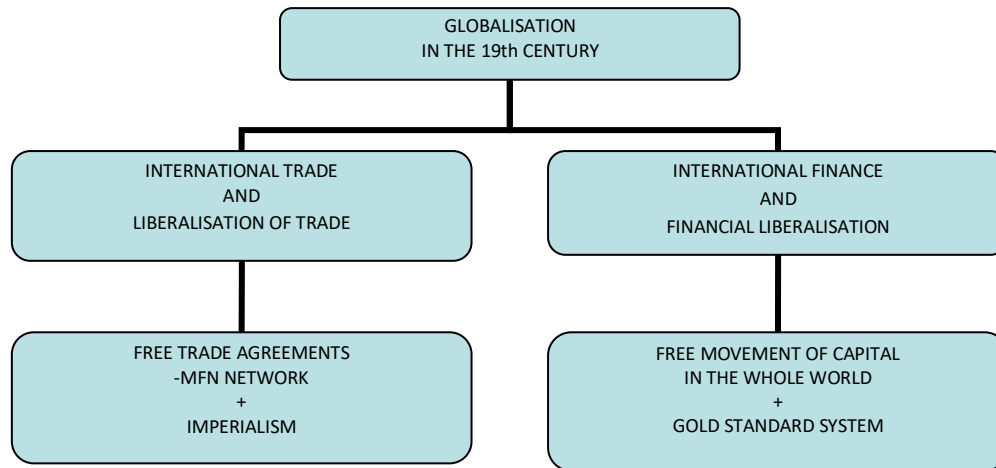 GLOBALISATION
IN THE 19th CENTURY
INTERNATIONAL TRADE
AND
LIBERALISATION OF TRADE
INTERNATIONAL FINANCE
AND
FINANCIAL LIBERALISATION
FREE TRADE AGREEMENTS
-MFN NETWORK
+
IMPERIALISM
FREE MOVEMENT OF CAPITAL
IN THE WHOLE WORLD
+
GOLD STANDARD SYSTEM